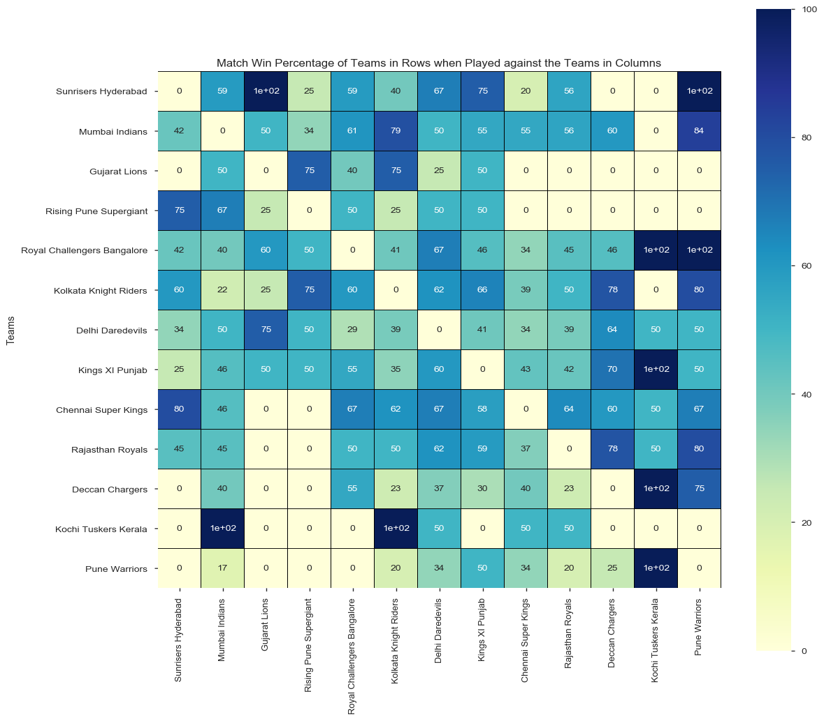 Match Win Percentage of Teams in Rows when Played against the Teams in Columns
Teams
Sunrisers Hyderabad 0 59 1e+02 25 59 40 67 75 20 56 0 0 1e+02
Mumbai Indians 42 0 50 34 61 79 50 55 55 56 60 0 84
Gujarat Lions 0 50 0 75 40 75 25 50 0 0 0 0 0
Rising Pune Supergiant 75 67 25 0 50 25 50 50 0 0 0 0 0
Royal Challengers Bangalore 42 40 60 50 0 41 67 46 34 45 46 1e+02 1e+02
Kolkata Knight Riders 60 22 25 75 60 0 62 66 39 50 78 0 80
Delhi Daredevils 34 50 75 50 29 39 0 41 34 39 64 50 50
Kings XI Punjab 25 46 50 50 55 35 60 0 43 42 70 1e+02 50
Chennai Super Kings 80 46 0 0 67 62 67 58 0 64 60 50 67
Rajasthan Royals 45 45 0 0 50 50 62 59 37 0 78 50 80
Deccan Chargers 0 40 0 0 55 23 37 30 40 23 0 1e+02 75
Kochi Tuskers Kerala 0 1e+02 0 0 0 1e+02 50 0 50 50 0 0 0
Pune Warriors 0 17 0 0 0 20 34 50 34 20 25 1e+02 0
Sunrisers Hyderabad
Mumbai Indians
Gujarat Lions
Rising Pune Supergiant
Royal Challengers Bangalore
Kolkata Knight Riders
Delhi Daredevils
Kings XI Punjab
Chennai Super Kings
Rajasthan Royals
Deccan Chargers
Kochi Tuskers Kerala
Pune Warriors
100
80
60
40
20
0